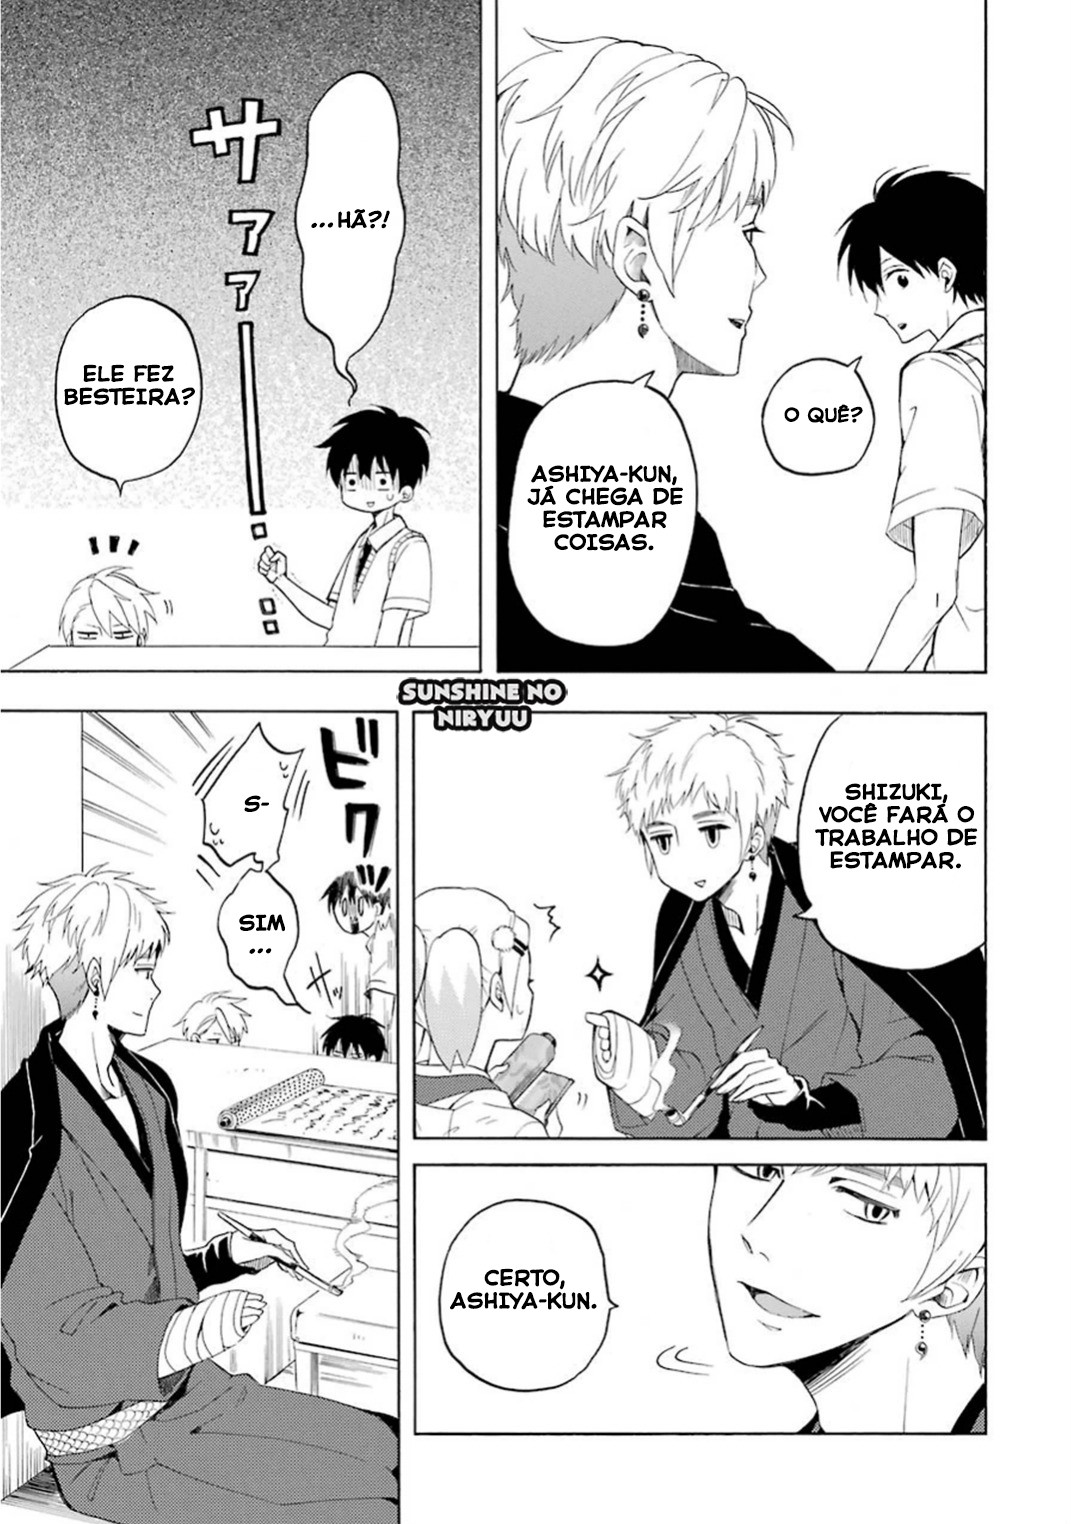 ASHIYA-KUN,
JÁ CHEGA DE
ESTAMPAR
COISAS.
O QUÊ?
...HÃ?!
サァァァ
ELE FEZ
BESTEIRA?
SUNSHINE NO
NIRYUU
SHIZUKI,
VOCÊ FARÁ O
TRABALHO DE
ESTAMPAR.
CERTO,
ASHIYA-KUN.
ビクッ
S-
SIM
...